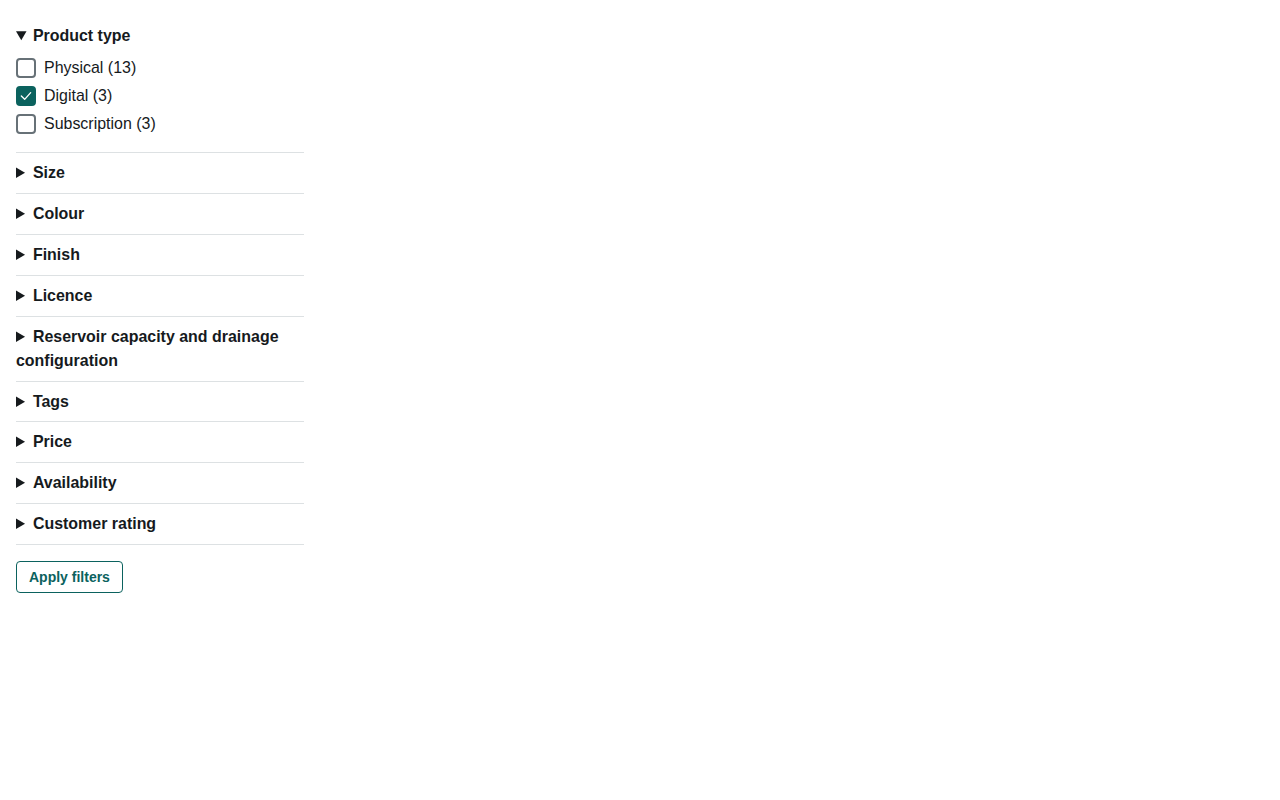 Product type
Physical (13)
Digital (3)
Subscription (3)
Size
Colour
Finish
Licence
Reservoir capacity and drainage
configuration
Tags
Price
Availability
Customer rating
Apply filters